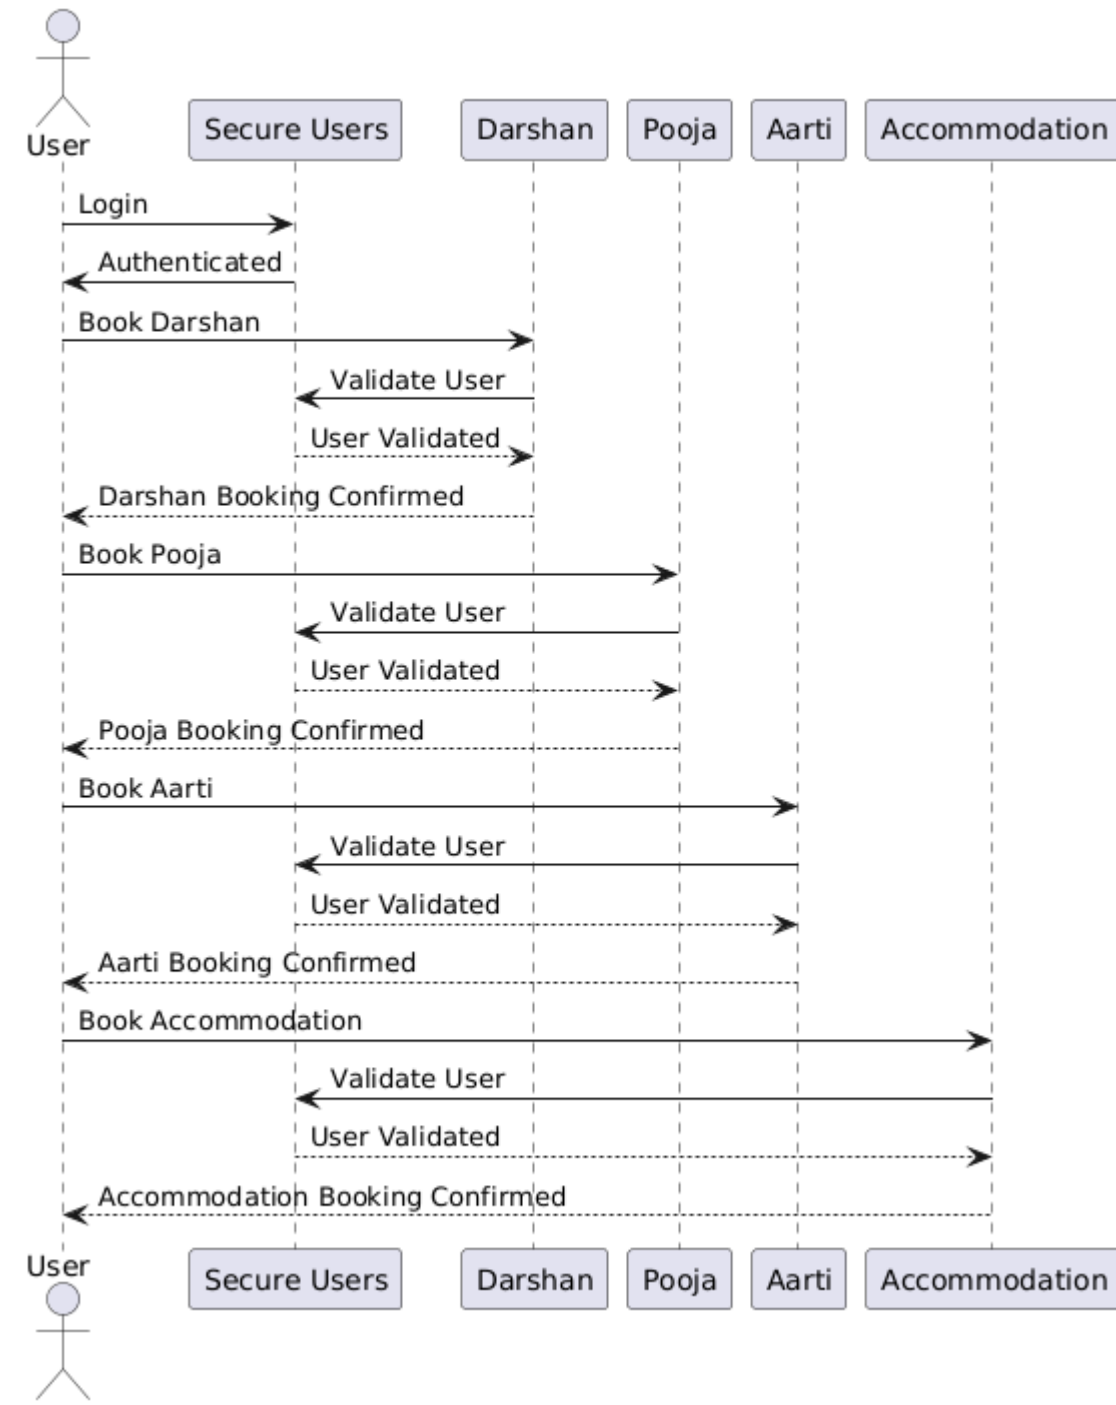 User
Secure Users
Darshan
Pooja
Aarti
Accommodation
Login
Authenticated
Book Darshan
Validate User
User Validated
Darshan Booking Confirmed
Book Pooja
Validate User
User Validated
Pooja Booking Confirmed
Book Aarti
Validate User
User Validated
Aarti Booking Confirmed
Book Accommodation
Validate User
User Validated
Accommodation Booking Confirmed
User
Secure Users
Darshan
Pooja
Aarti
Accommodation